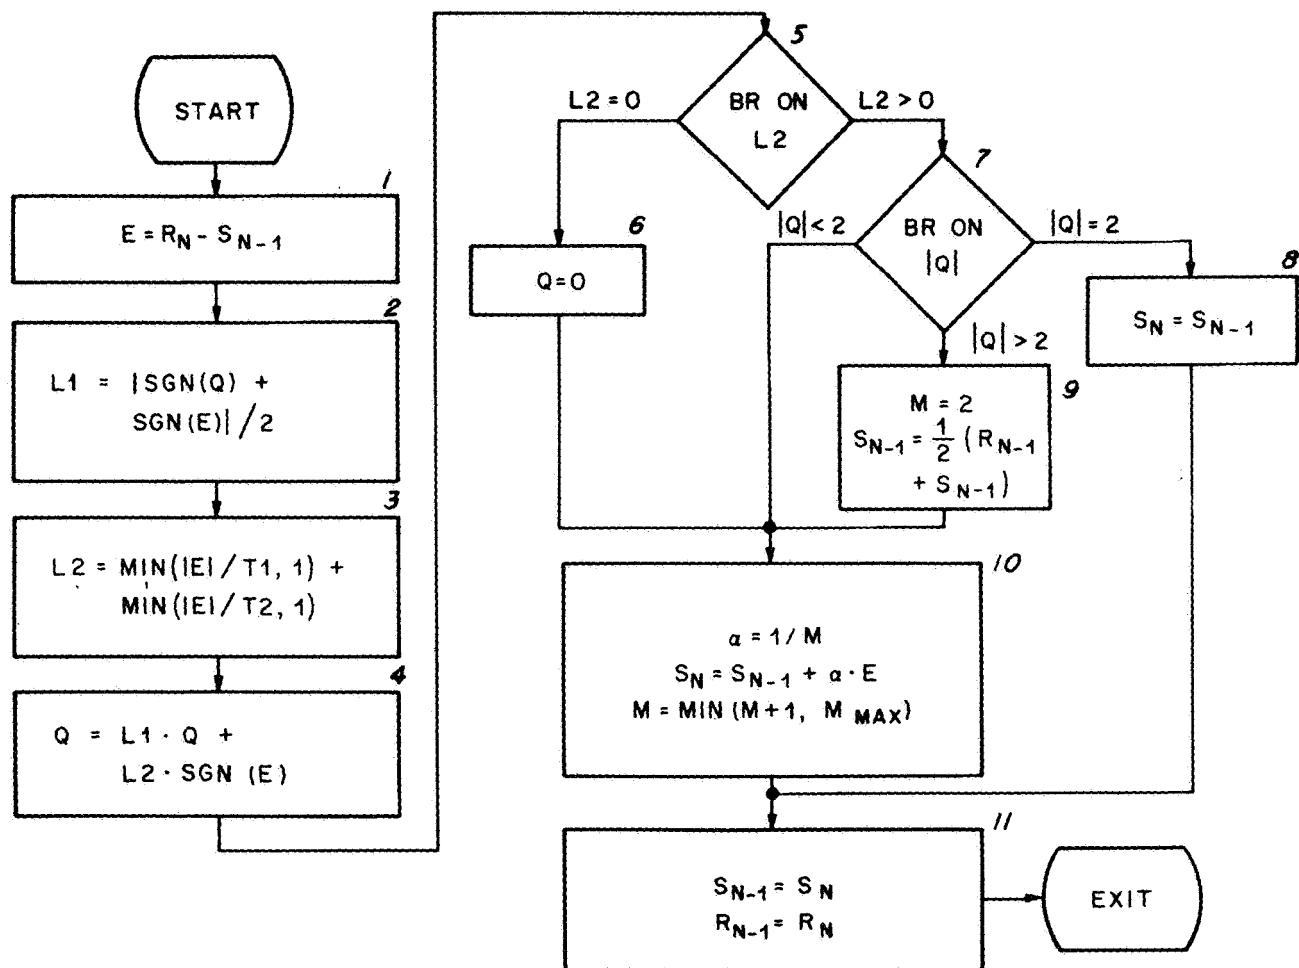 START
1
E = R_N - S_N-1
2
L1 = |SGN(Q) +
SGN(E)| / 2
3
L2 = MIN(|E| / T1, 1) +
MIN(|E| / T2, 1)
4
Q = L1 · Q +
L2 · SGN (E)
5
BR ON
L2
L2 = 0
L2 > 0
6
Q = 0
7
BR ON
|Q|
|Q| < 2
|Q| = 2
|Q| > 2
8
S_N = S_N-1
9
M = 2
S_N-1 = 1/2 ( R_N-1
+ S_N-1)
10
α = 1 / M
S_N = S_N-1 + α · E
M = MIN (M+1, M_MAX)
11
S_N-1 = S_N
R_N-1 = R_N
EXIT